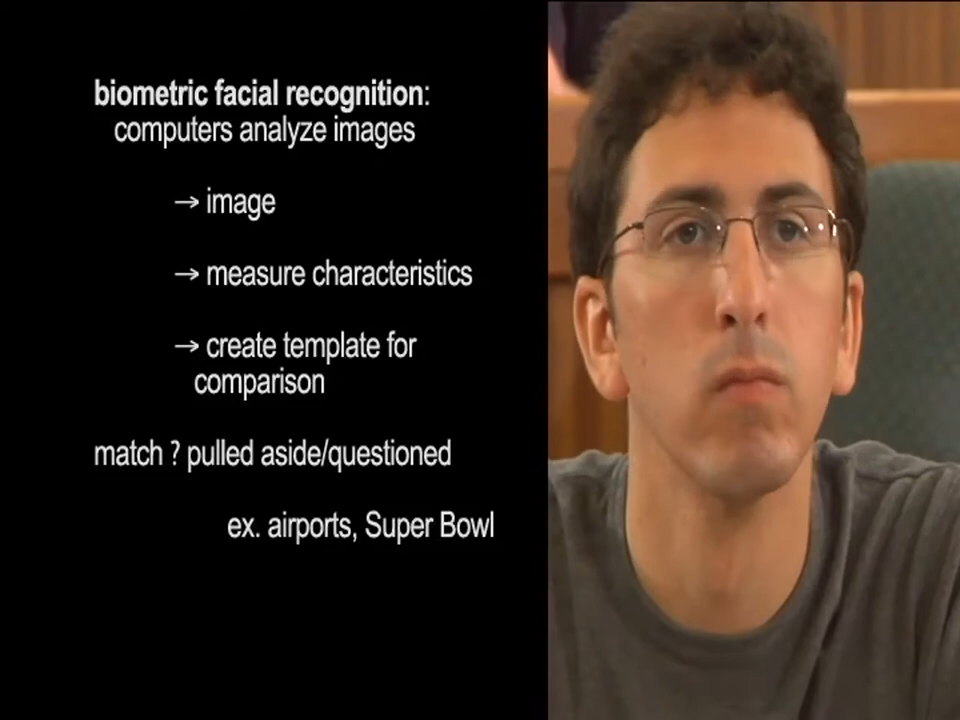 biometric facial recognition:
computers analyze images
→ image
→ measure characteristics
→ create template for
comparison
match ? pulled aside/questioned
ex. airports, Super Bowl